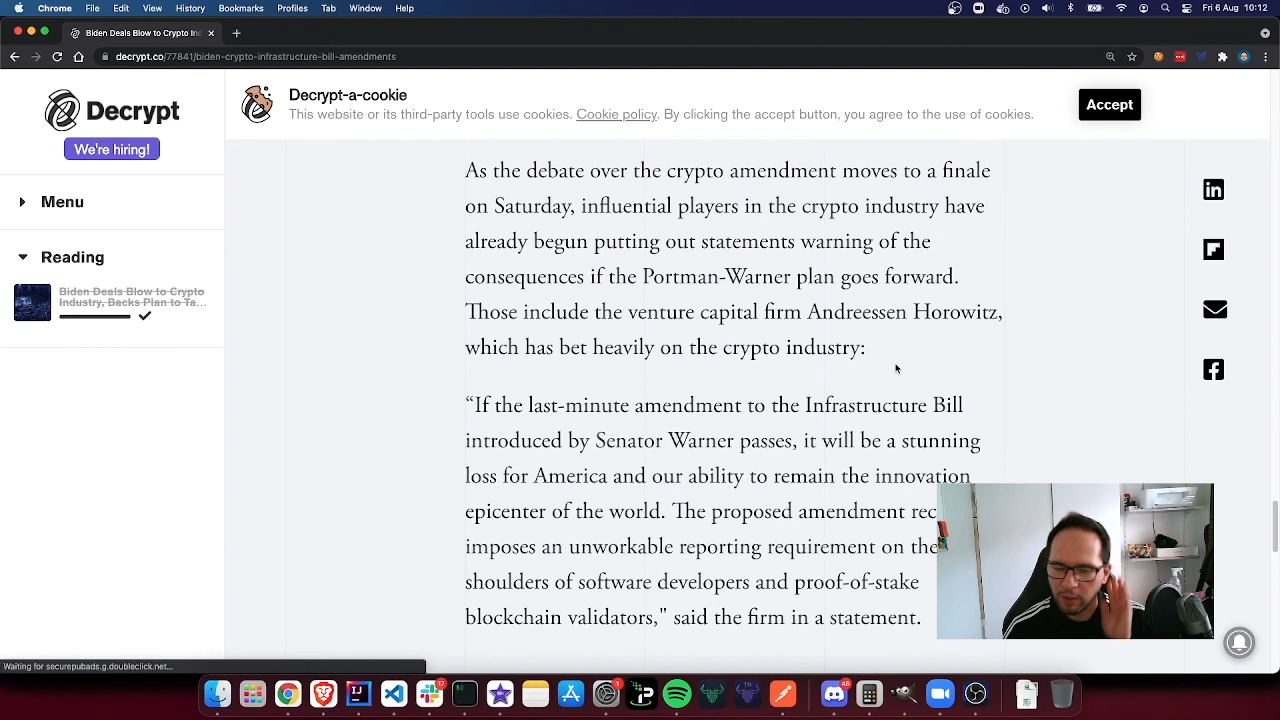 Chrome File Edit View History Bookmarks Profiles Tab Window Help Fri 6 Aug 10:12
Biden Deals Blow to Crypto In
decrypt.co/77841/biden-crypto-infrastructure-bill-amendments
Decrypt
We're hiring!
Menu
Reading
Biden Deals Blow to Crypto
Industry, Backs Plan to Ta...
Decrypt-a-cookie
This website or its third-party tools use cookies. Cookie policy. By clicking the accept button, you agree to the use of cookies.
Accept
As the debate over the crypto amendment moves to a finale
on Saturday, influential players in the crypto industry have
already begun putting out statements warning of the
consequences if the Portman-Warner plan goes forward.
Those include the venture capital firm Andreessen Horowitz,
which has bet heavily on the crypto industry:
“If the last-minute amendment to the Infrastructure Bill
introduced by Senator Warner passes, it will be a stunning
loss for America and our ability to remain the innovation
epicenter of the world. The proposed amendment rec
imposes an unworkable reporting requirement on the
shoulders of software developers and proof-of-stake
blockchain validators," said the firm in a statement.
Waiting for securepubads.g.doubleclick.net...
17
1
46